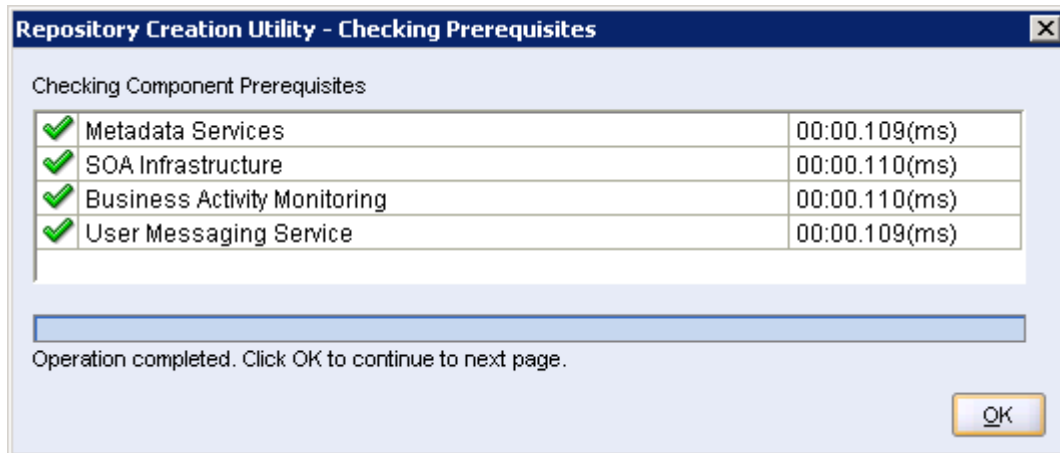 Repository Creation Utility - Checking Prerequisites
Checking Component Prerequisites
Metadata Services 00:00.109(ms)
SOA Infrastructure 00:00.110(ms)
Business Activity Monitoring 00:00.110(ms)
User Messaging Service 00:00.109(ms)
Operation completed. Click OK to continue to next page.
OK